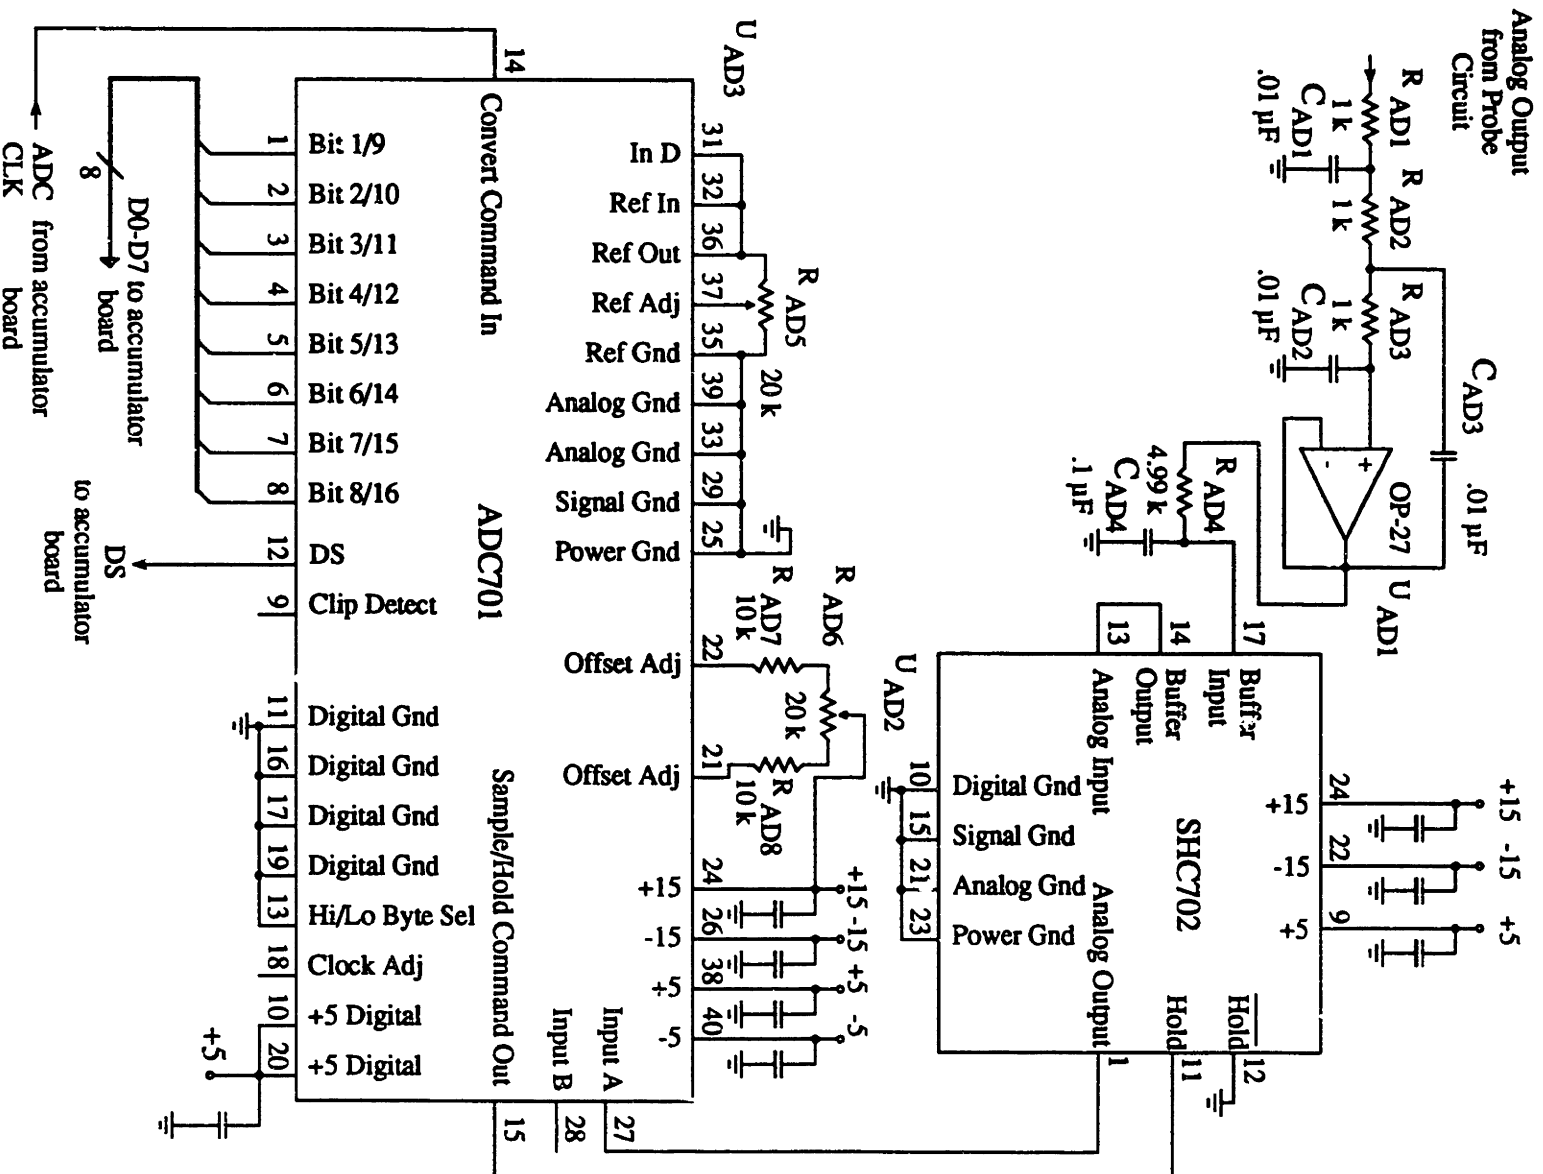 Analog Output
from Probe
Circuit
R AD1
1 k
C AD1
.01 µF
R AD2
1 k
R AD3
1 k
C AD2
.01 µF
C AD3
.01 µF
+
-
OP-27
U AD1
R AD4
4.99 k
C AD4
.1 µF
U AD2
SHC702
17
Buffer
Input
14
Buffer
Output
13
Analog Input
10
Digital Gnd
15
Signal Gnd
21
Analog Gnd
23
Power Gnd
24
+15
+15
22
-15
-15
9
+5
+5
Hold
12
Hold
11
Analog Output
1
U AD3
ADC701
14
Convert Command In
31
In D
32
Ref In
36
Ref Out
37
Ref Adj
35
Ref Gnd
39
Analog Gnd
33
Analog Gnd
29
Signal Gnd
25
Power Gnd
R AD5
20 k
22
Offset Adj
21
Offset Adj
R AD7
10 k
R AD6
20 k
R AD8
10 k
24
+15
+15
26
-15
-15
38
+5
+5
40
-5
-5
1
Bit 1/9
2
Bit 2/10
3
Bit 3/11
4
Bit 4/12
5
Bit 5/13
6
Bit 6/14
7
Bit 7/15
8
Bit 8/16
12
DS
9
Clip Detect
11
Digital Gnd
16
Digital Gnd
17
Digital Gnd
19
Digital Gnd
13
Hi/Lo Byte Sel
18
Clock Adj
10
+5 Digital
20
+5 Digital
+5
Sample/Hold Command Out
15
Input B
28
Input A
27
8
D0-D7 to accumulator
board
ADC from accumulator
CLK board
DS
to accumulator
board